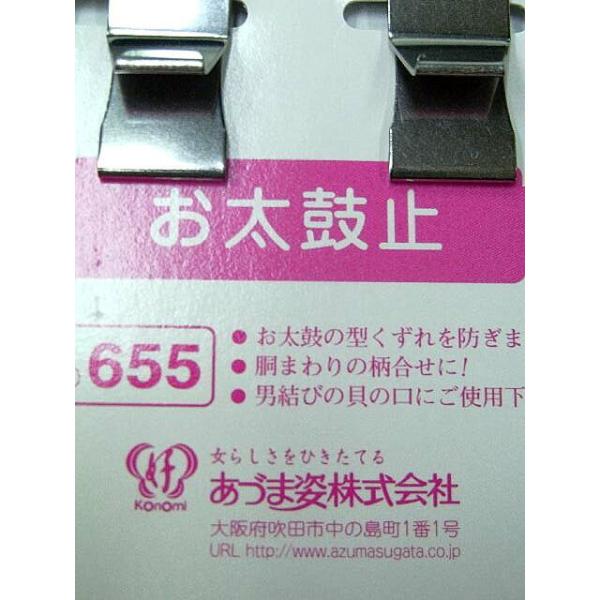 お太鼓止
655
● お太鼓の型くずれを防ぎま
● 胴まわりの柄合せに!
● 男結びの貝の口にご使用下
女らしさをひきたてる
あづま姿株式会社
Konomi
大阪府吹田市中の島町1番1号
URL http://www.azumasugata.co.jp